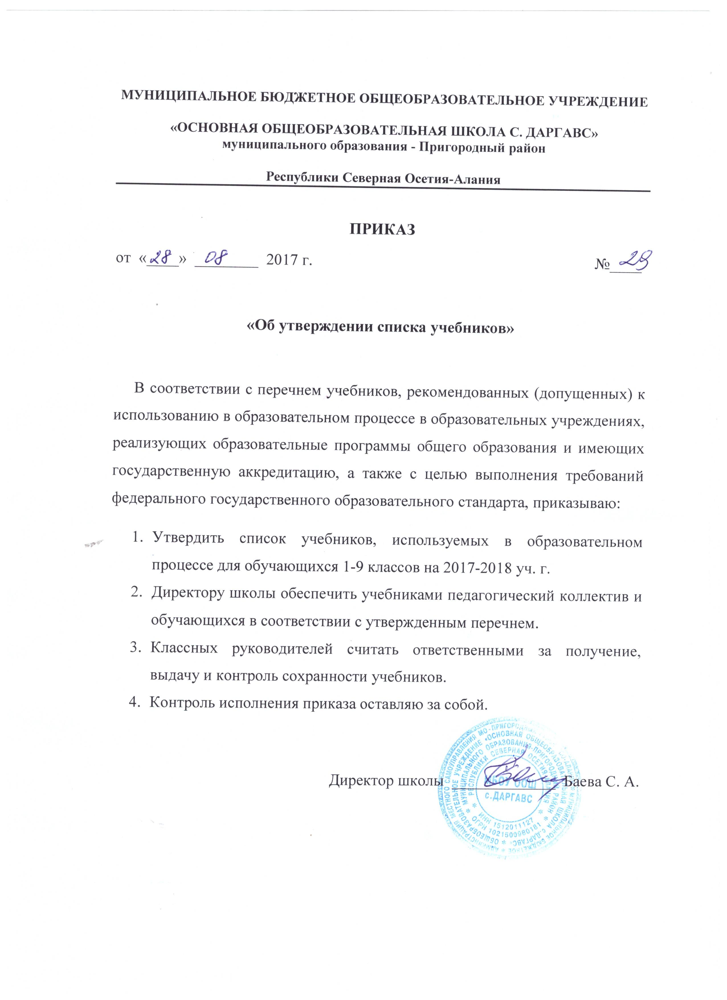 МУНИЦИПАЛЬНОЕ БЮДЖЕТНОЕ ОБЩЕОБРАЗОВАТЕЛЬНОЕ УЧРЕЖДЕНИЕ
«ОСНОВНАЯ ОБЩЕОБРАЗОВАТЕЛЬНАЯ ШКОЛА С. ДАРГАВС»
муниципального образования - Пригородный район
Республики Северная Осетия-Алания
ПРИКАЗ
от «28» 08 2017 г. № 29
«Об утверждении списка учебников»
В соответствии с перечнем учебников, рекомендованных (допущенных) к
использованию в образовательном процессе в образовательных учреждениях,
реализующих образовательные программы общего образования и имеющих
государственную аккредитацию, а также с целью выполнения требований
федерального государственного образовательного стандарта, приказываю:
1. Утвердить список учебников, используемых в образовательном
процессе для обучающихся 1-9 классов на 2017-2018 уч. г.
2. Директору школы обеспечить учебниками педагогический коллектив и
обучающихся в соответствии с утвержденным перечнем.
3. Классных руководителей считать ответственными за получение,
выдачу и контроль сохранности учебников.
4. Контроль исполнения приказа оставляю за собой.
Директор школы Баева С. А.
МБОУ ООШ
с.ДАРГАВС
ИНН 1512011127
ОГРН 1021500980181
РЕСПУБЛИКИ СЕВЕРНАЯ ОСЕТИЯ-АЛАНИЯ
МУНИЦИПАЛЬНОГО ОБРАЗОВАНИЯ-ПРИГОРОДНЫЙ РАЙОН
ОБЩЕОБРАЗОВАТЕЛЬНОЕ УЧРЕЖДЕНИЕ «ОСНОВНАЯ ОБЩЕОБРАЗОВАТЕЛЬНАЯ ШКОЛА С.ДАРГАВС»
АДМИНИСТРАЦИЯ МЕСТНОГО САМОУПРАВЛЕНИЯ МО-ПРИГОРОДНЫЙ
МУНИЦИПАЛЬНОЕ БЮДЖЕТНОЕ